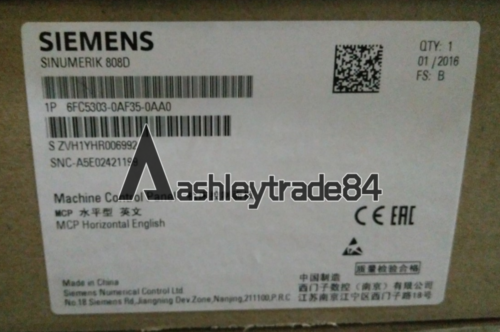 SIEMENS
SINUMERIK 808D
QTY: 1
01/2016
FS: B
1P 6FC5303-0AF35-0AA0
S ZVH1YHR006992
SNC-A5E02421198
Ashleytrade84
Machine Control Panel
MCP 水平型 英文
MCP Horizontal English
CE EAC
Made in China
Siemens Numerical Control Ltd.
No.18 Siemens Rd,Jiangning Dev.Zone,Nanjing,211100,P.R.C
质量检验合格
中国制造
西门子数控（南京）有限公司
江苏南京江宁区西门子路18号